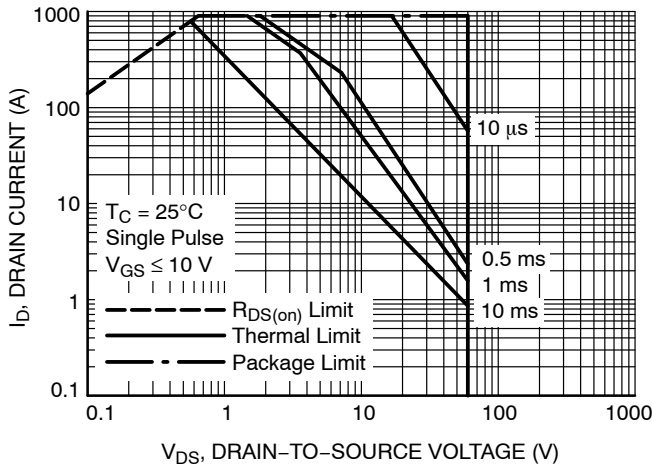 1000
100
10
1
0.1
I_D, DRAIN CURRENT (A)
T_C = 25°C
Single Pulse
V_GS ≤ 10 V
R_DS(on) Limit
Thermal Limit
Package Limit
10 μs
0.5 ms
1 ms
10 ms
0.1
1
10
100
1000
V_DS, DRAIN−TO−SOURCE VOLTAGE (V)